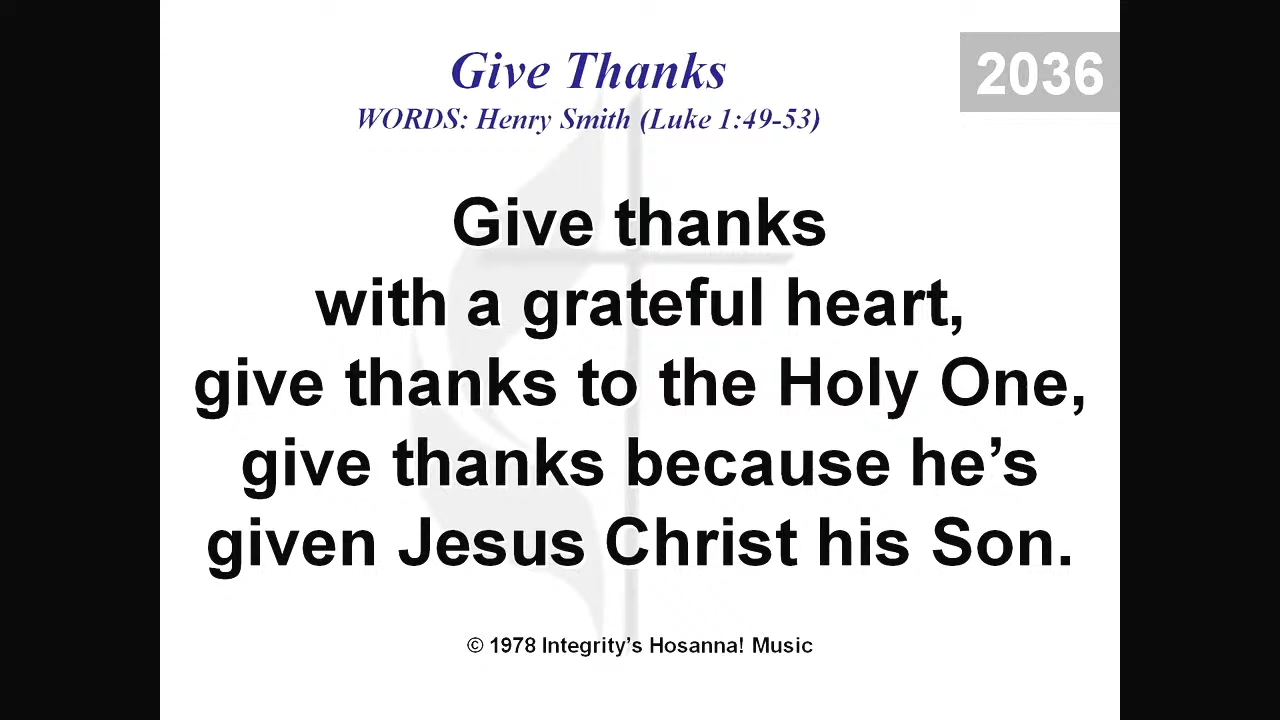 Give Thanks
2036
WORDS: Henry Smith (Luke 1:49-53)
Give thanks
with a grateful heart,
give thanks to the Holy One,
give thanks because he’s
given Jesus Christ his Son.
© 1978 Integrity’s Hosanna! Music